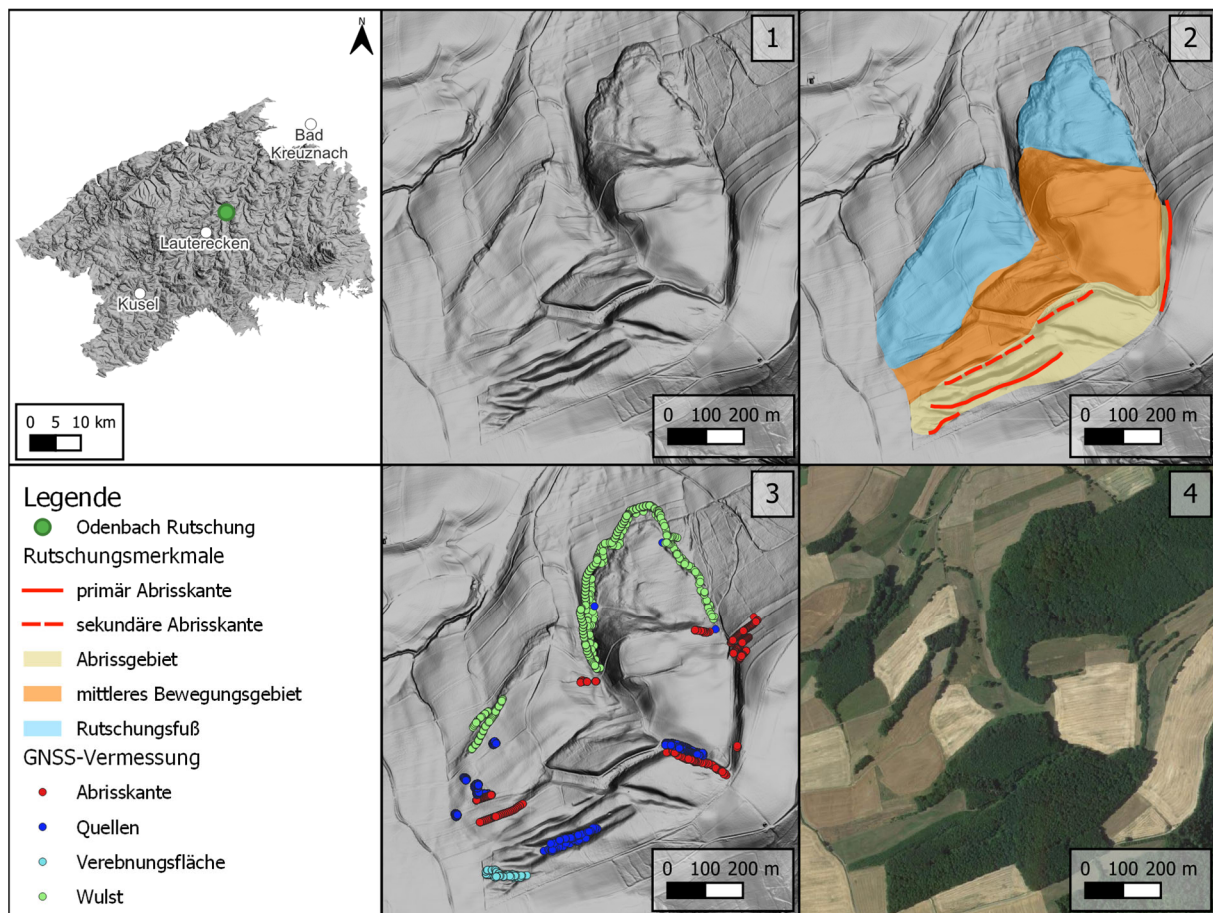 N
Bad
Kreuznach
Lauterecken
Kusel
0 5 10 km
1
0 100 200 m
2
0 100 200 m
Legende
Odenbach Rutschung
Rutschungsmerkmale
primär Abrisskante
sekundäre Abrisskante
Abrissgebiet
mittleres Bewegungsgebiet
Rutschungsfuß
GNSS-Vermessung
Abrisskante
Quellen
Verebnungsfläche
Wulst
3
0 100 200 m
4
0 100 200 m